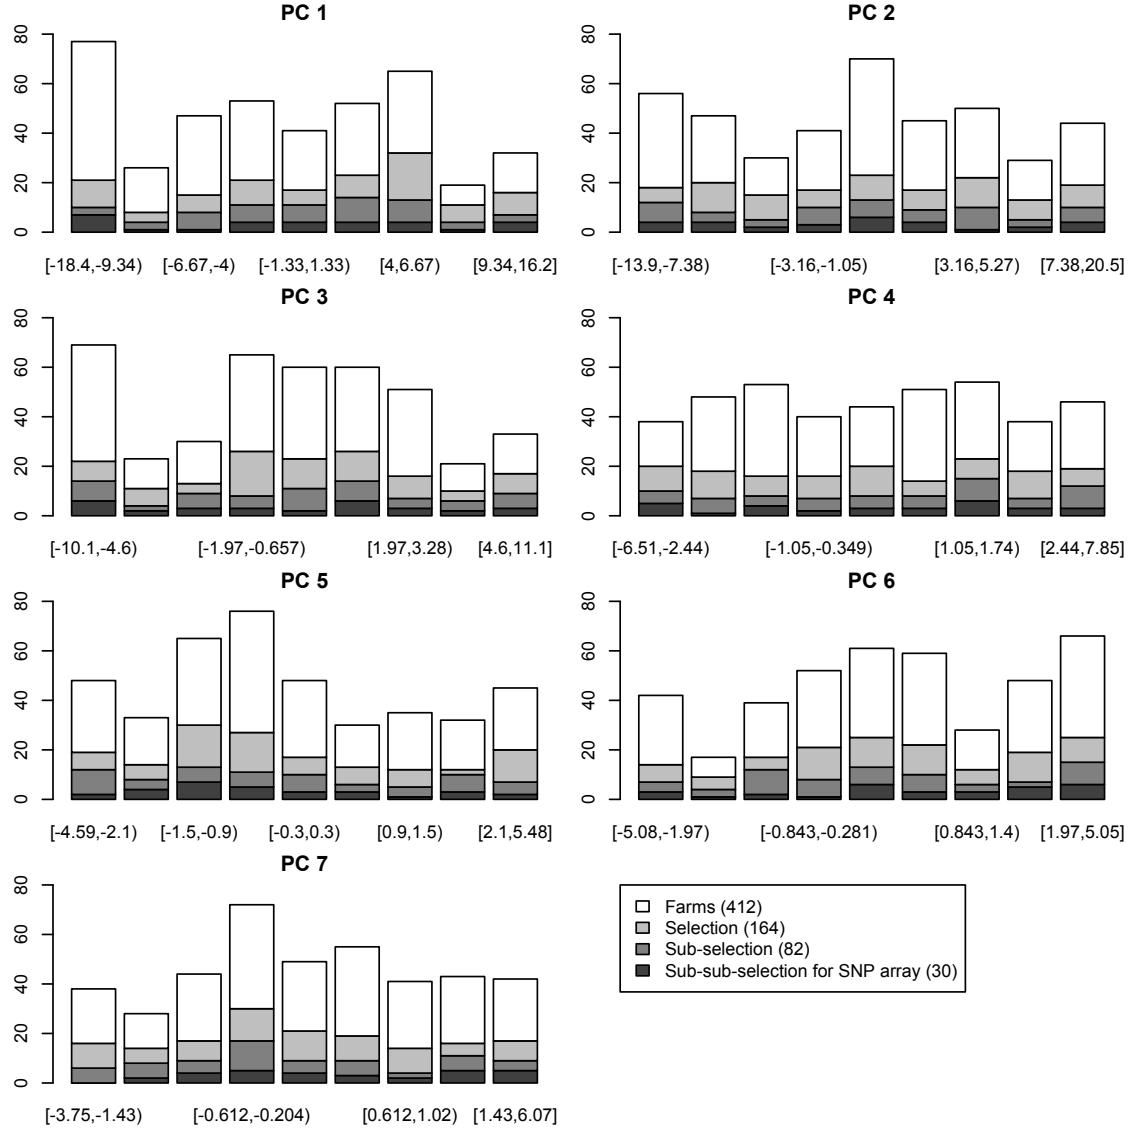 PC 1
80
60
40
20
0
[-18.4,-9.34) [-6.67,-4) [-1.33,1.33) [4,6.67) [9.34,16.2]
PC 2
80
60
40
20
0
[-13.9,-7.38) [-3.16,-1.05) [3.16,5.27) [7.38,20.5]
PC 3
80
60
40
20
0
[-10.1,-4.6) [-1.97,-0.657) [1.97,3.28) [4.6,11.1]
PC 4
80
60
40
20
0
[-6.51,-2.44) [-1.05,-0.349) [1.05,1.74) [2.44,7.85]
PC 5
80
60
40
20
0
[-4.59,-2.1) [-1.5,-0.9) [-0.3,0.3) [0.9,1.5) [2.1,5.48]
PC 6
80
60
40
20
0
[-5.08,-1.97) [-0.843,-0.281) [0.843,1.4) [1.97,5.05]
PC 7
80
60
40
20
0
[-3.75,-1.43) [-0.612,-0.204) [0.612,1.02) [1.43,6.07]
Farms (412)
Selection (164)
Sub-selection (82)
Sub-sub-selection for SNP array (30)